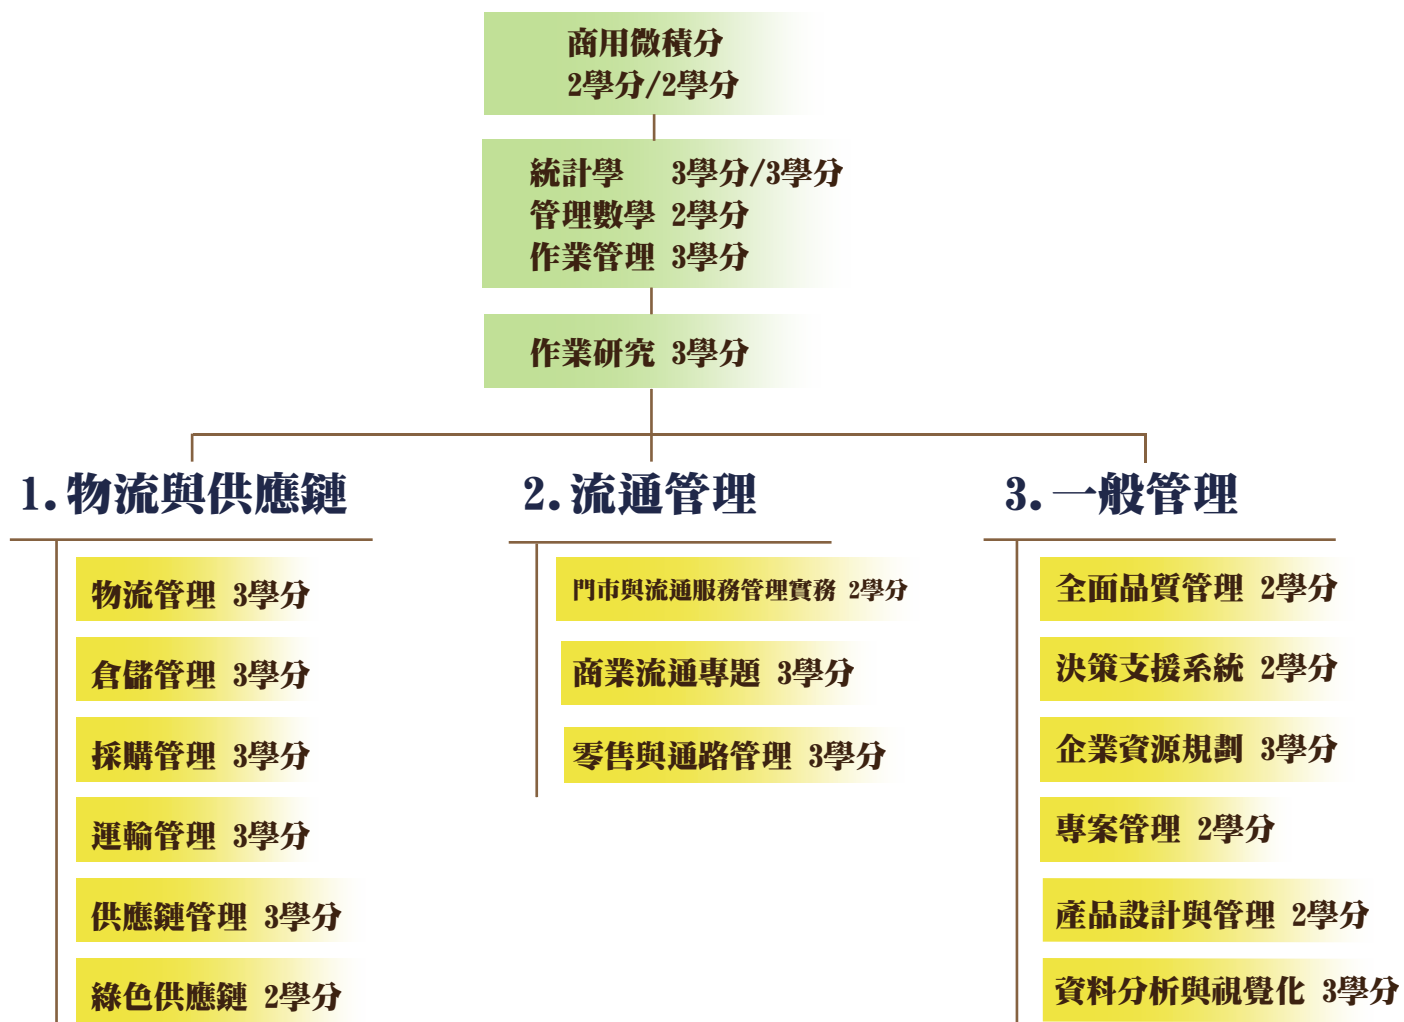 商用微積分
2學分/2學分
統計學 3學分/3學分
管理數學 2學分
作業管理 3學分
作業研究 3學分
1.物流與供應鏈
物流管理 3學分
倉儲管理 3學分
採購管理 3學分
運輸管理 3學分
供應鏈管理 3學分
綠色供應鏈 2學分
2.流通管理
門市與流通服務管理實務 2學分
商業流通專題 3學分
零售與通路管理 3學分
3.一般管理
全面品質管理 2學分
決策支援系統 2學分
企業資源規劃 3學分
專案管理 2學分
產品設計與管理 2學分
資料分析與視覺化 3學分